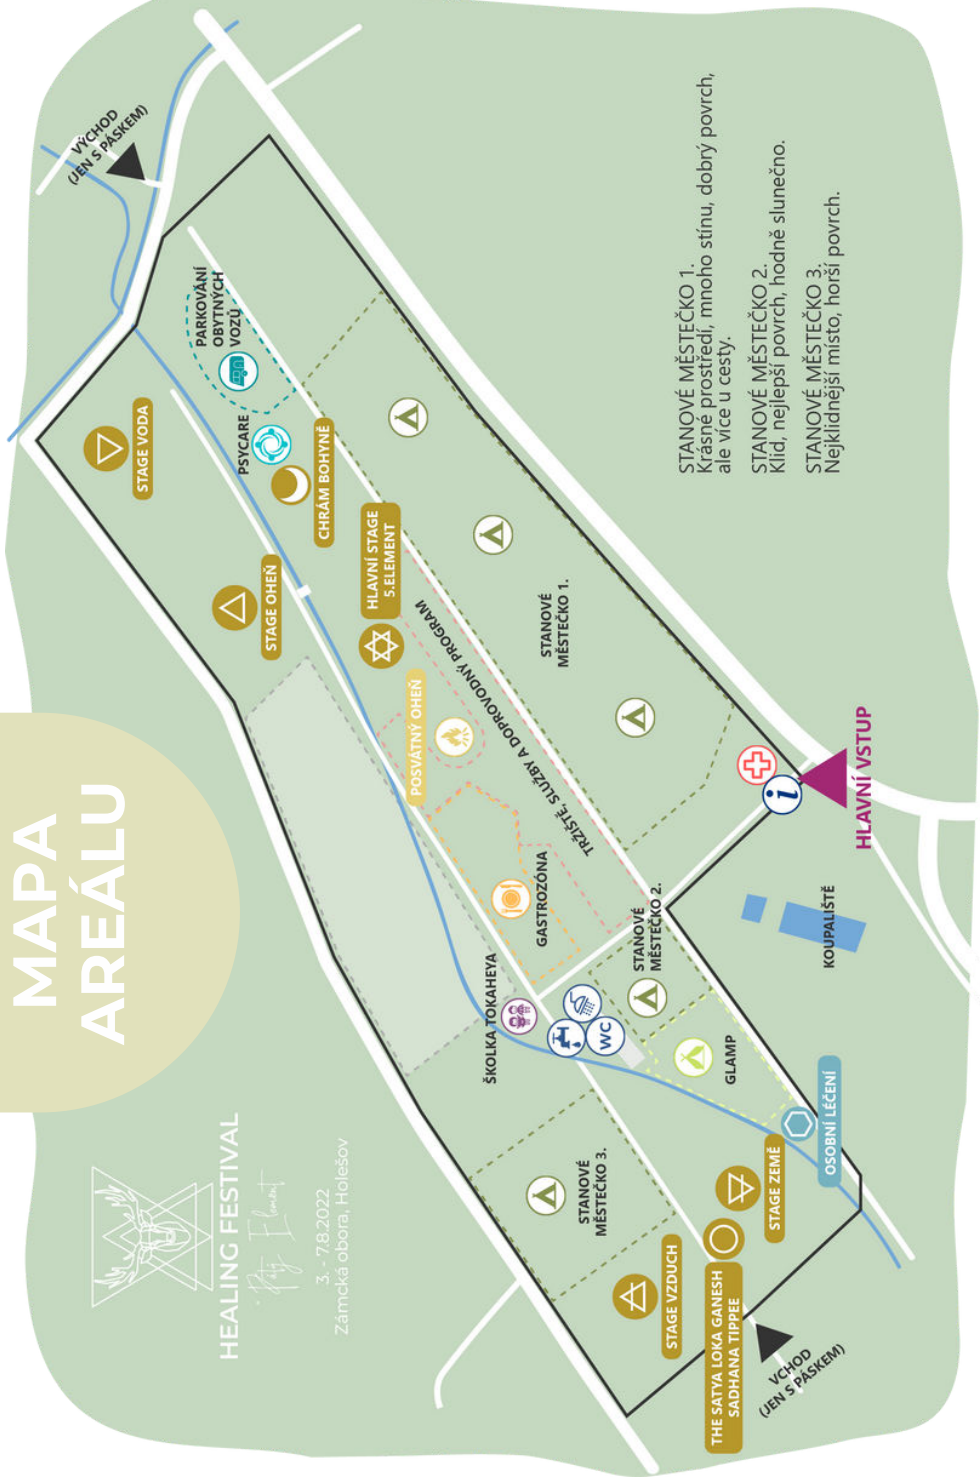 MAPA
AREÁLU
HEALING FESTIVAL
Pátý Element
3. - 7.8.2022
Zámcká obora, Holešov
VÝCHOD
(JEN S PÁSKEM)
STAGE VODA
STAGE OHEŇ
PARKOVÁNÍ
OBYTNÝCH
VOZŮ
PSYCARE
CHRÁM BOHYNĚ
HLAVNÍ STAGE
5.ELEMENT
POSVÁTNÝ OHEŇ
TRŽIŠTĚ, SLUŽBY A DOPROVODNÝ PROGRAM
STANOVÉ
MĚSTEČKO 1.
GASTROZÓNA
ŠKOLKA TOKAHEYA
WC
STANOVÉ
MĚSTEČKO 2.
GLAMP
i
HLAVNÍ VSTUP
KOUPALIŠTĚ
STANOVÉ
MĚSTEČKO 3.
OSOBNÍ LÉČENÍ
STAGE ZEMĚ
STAGE VZDUCH
THE SATYA LOKA GANESH
SADHANA TIPPEE
VCHOD
(JEN S PÁSKEM)
STANOVÉ MĚSTEČKO 1.
Krásné prostředí, mnoho stínu, dobrý povrch,
ale více u cesty.
STANOVÉ MĚSTEČKO 2.
Klid, nejlepší povrch, hodně slunečno.
STANOVÉ MĚSTEČKO 3.
Nejklidnější místo, horší povrch.